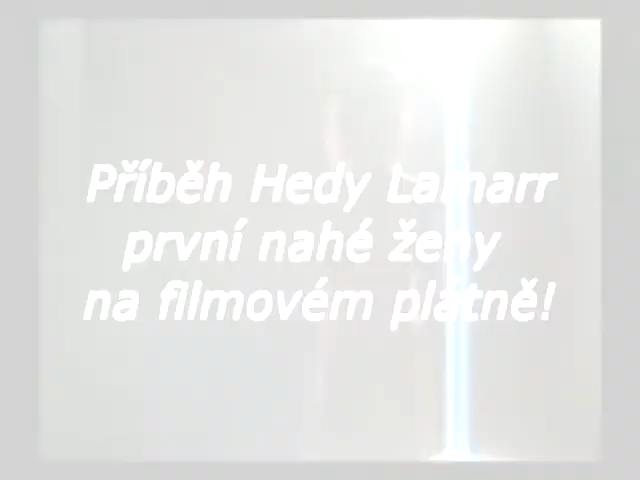 Příběh Hedy Lamarr
první nahé ženy
na filmovém plátně!